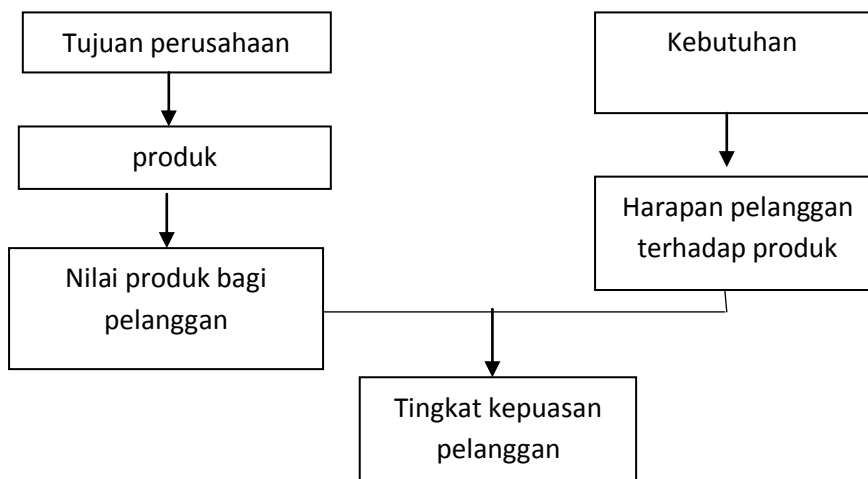 Tujuan perusahaan
Kebutuhan
produk
Harapan pelanggan
terhadap produk
Nilai produk bagi
pelanggan
Tingkat kepuasan
pelanggan